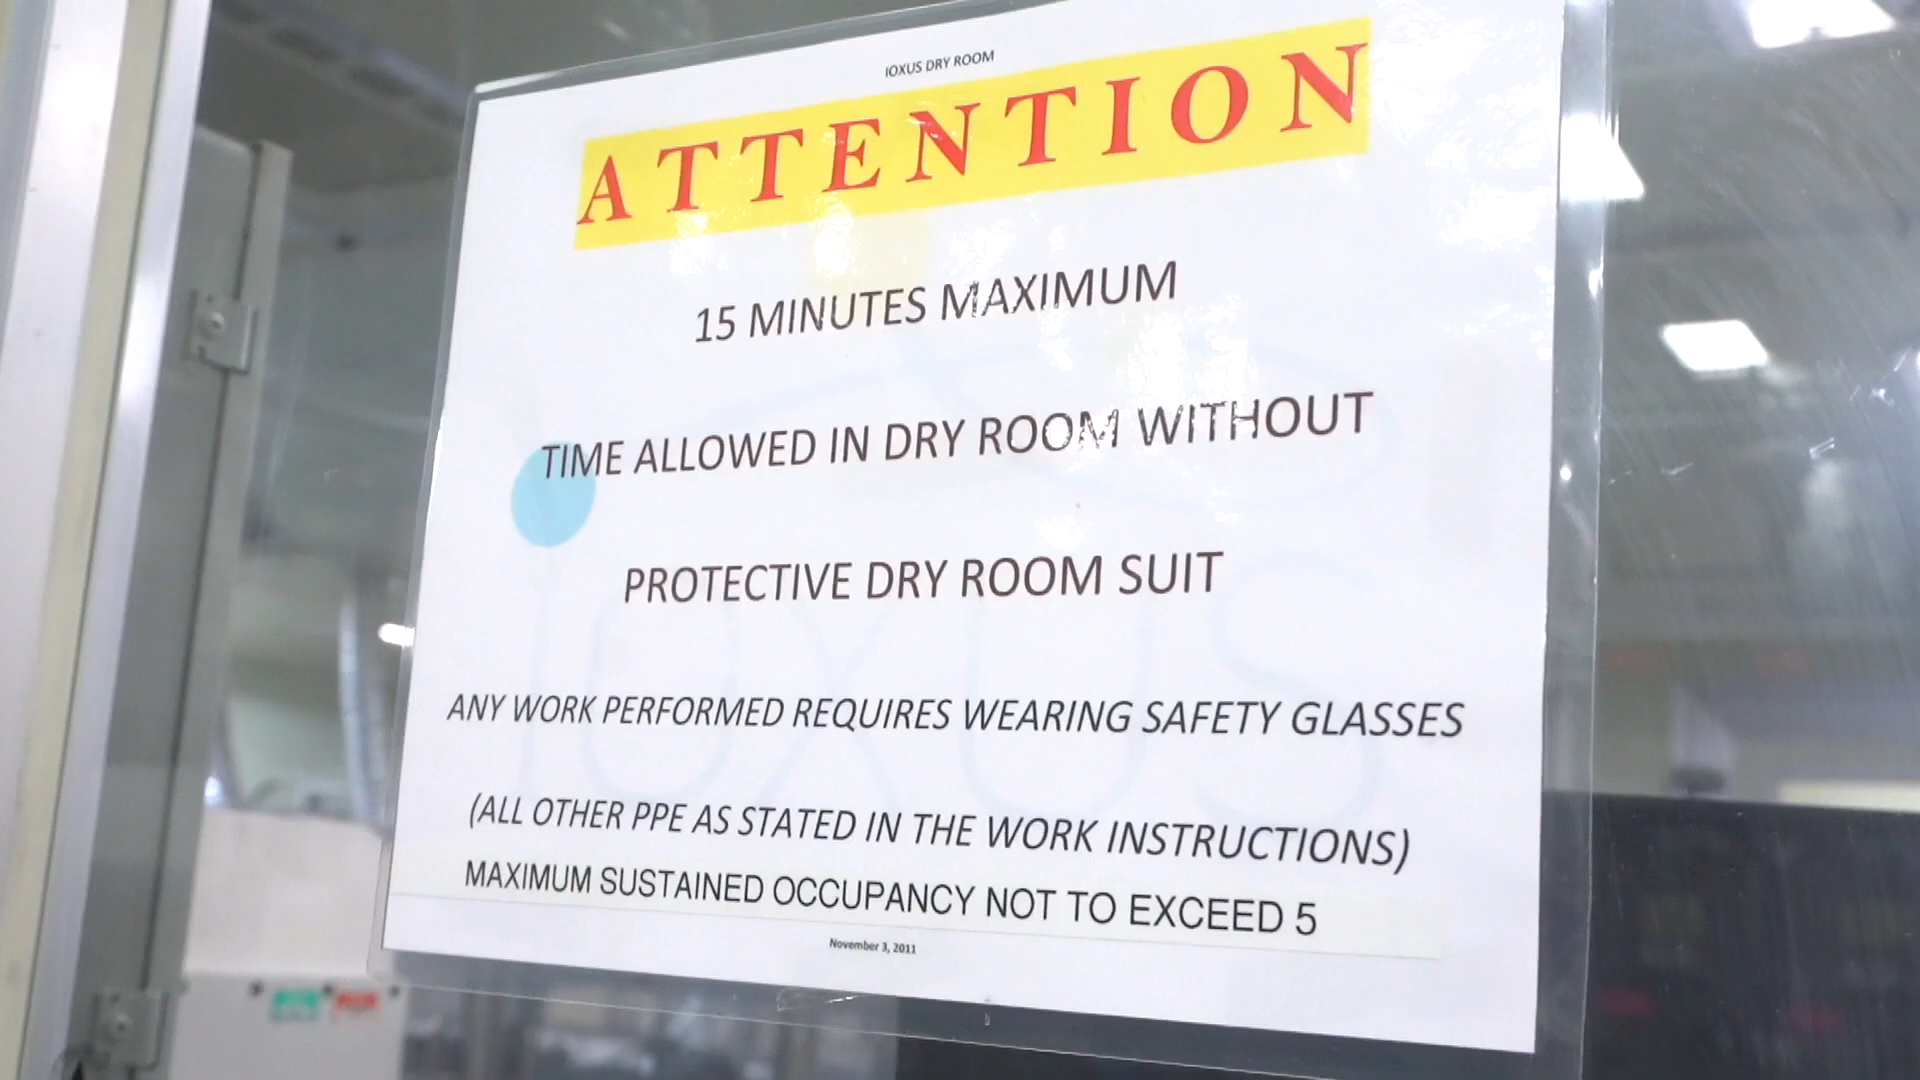 IOXUS DRY ROOM
ATTENTION
15 MINUTES MAXIMUM
TIME ALLOWED IN DRY ROOM WITHOUT
PROTECTIVE DRY ROOM SUIT
ANY WORK PERFORMED REQUIRES WEARING SAFETY GLASSES
(ALL OTHER PPE AS STATED IN THE WORK INSTRUCTIONS)
MAXIMUM SUSTAINED OCCUPANCY NOT TO EXCEED 5
November 3, 2011
IOXUS